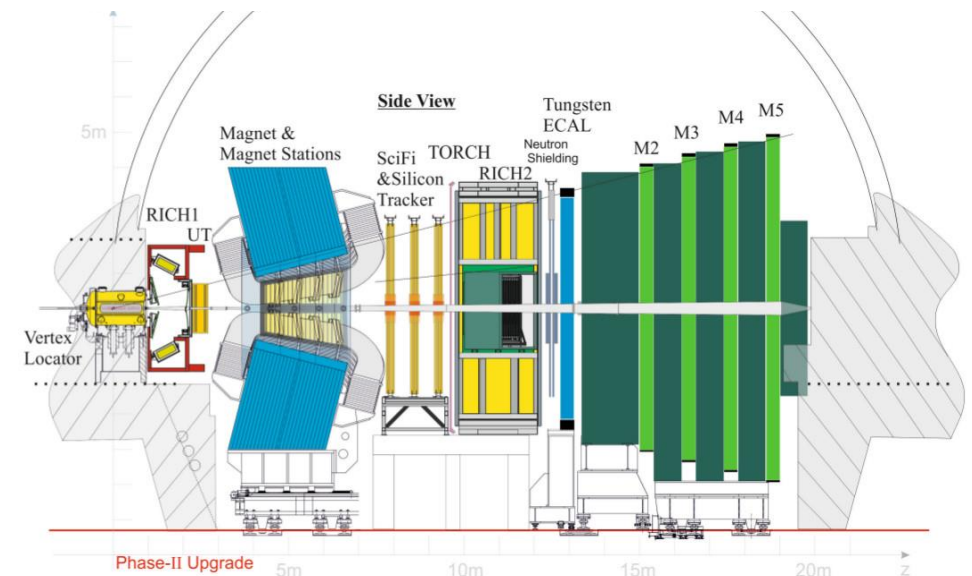 Side View
Tungsten
ECAL
Neutron
Shielding
M5
M4
M3
M2
5m
Magnet &
Magnet Stations
SciFi
&Silicon
Tracker
TORCH
RICH2
RICH1
UT
Vertex
Locator
Phase-II Upgrade
5m
10m
15m
20m
z